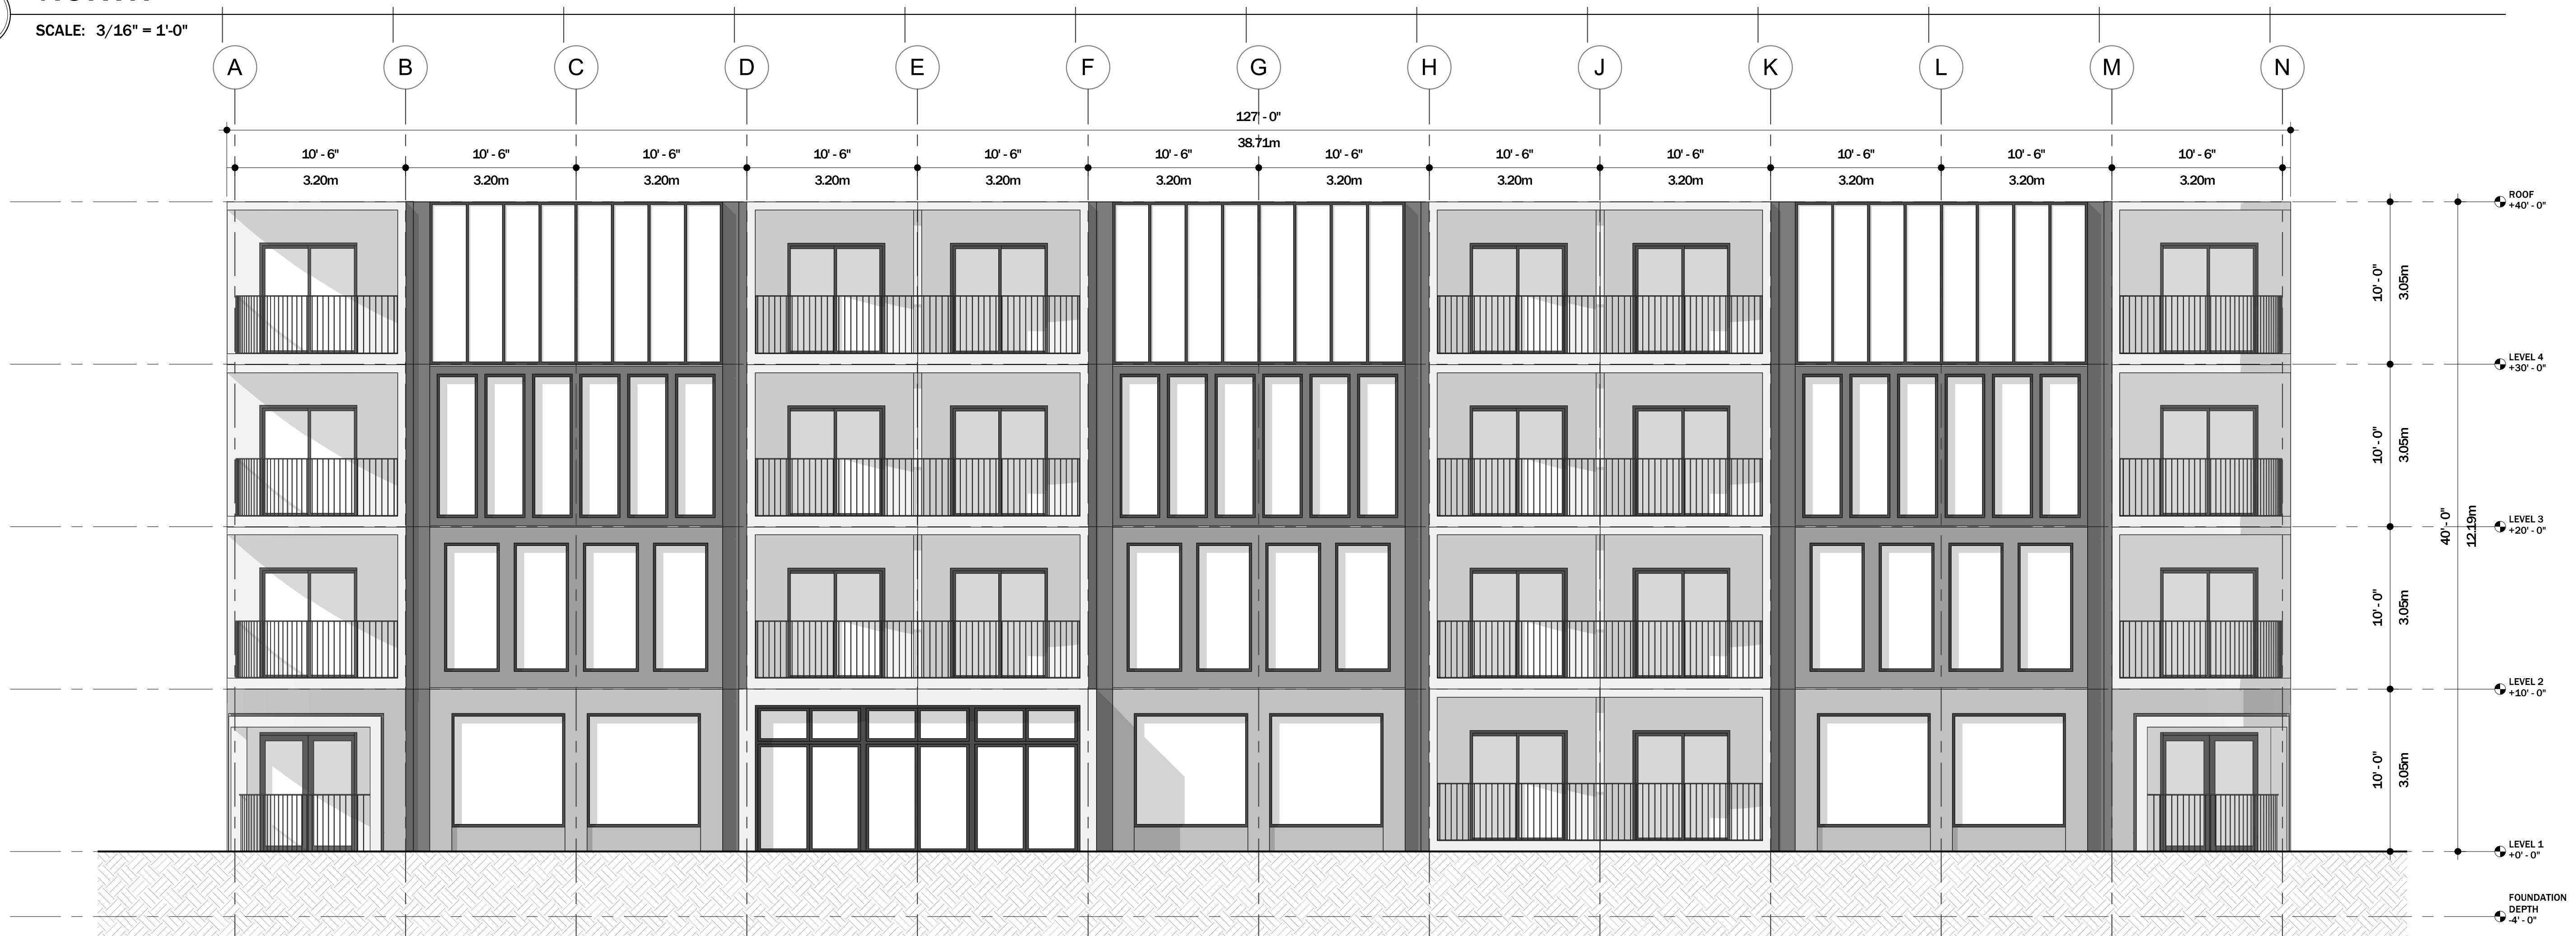 SCALE: 3/16" = 1'-0"
A B C D E F G H J K L M N
127' - 0"
38.71m
10' - 6" 10' - 6" 10' - 6" 10' - 6" 10' - 6" 10' - 6" 10' - 6" 10' - 6" 10' - 6" 10' - 6" 10' - 6" 10' - 6"
3.20m 3.20m 3.20m 3.20m 3.20m 3.20m 3.20m 3.20m 3.20m 3.20m 3.20m 3.20m
ROOF
+40' - 0"
10' - 0"
3.05m
LEVEL 4
+30' - 0"
10' - 0"
3.05m
LEVEL 3
+20' - 0"
40' - 0"
12.19m
10' - 0"
3.05m
LEVEL 2
+10' - 0"
10' - 0"
3.05m
LEVEL 1
+0' - 0"
FOUNDATION
DEPTH
-4' - 0"